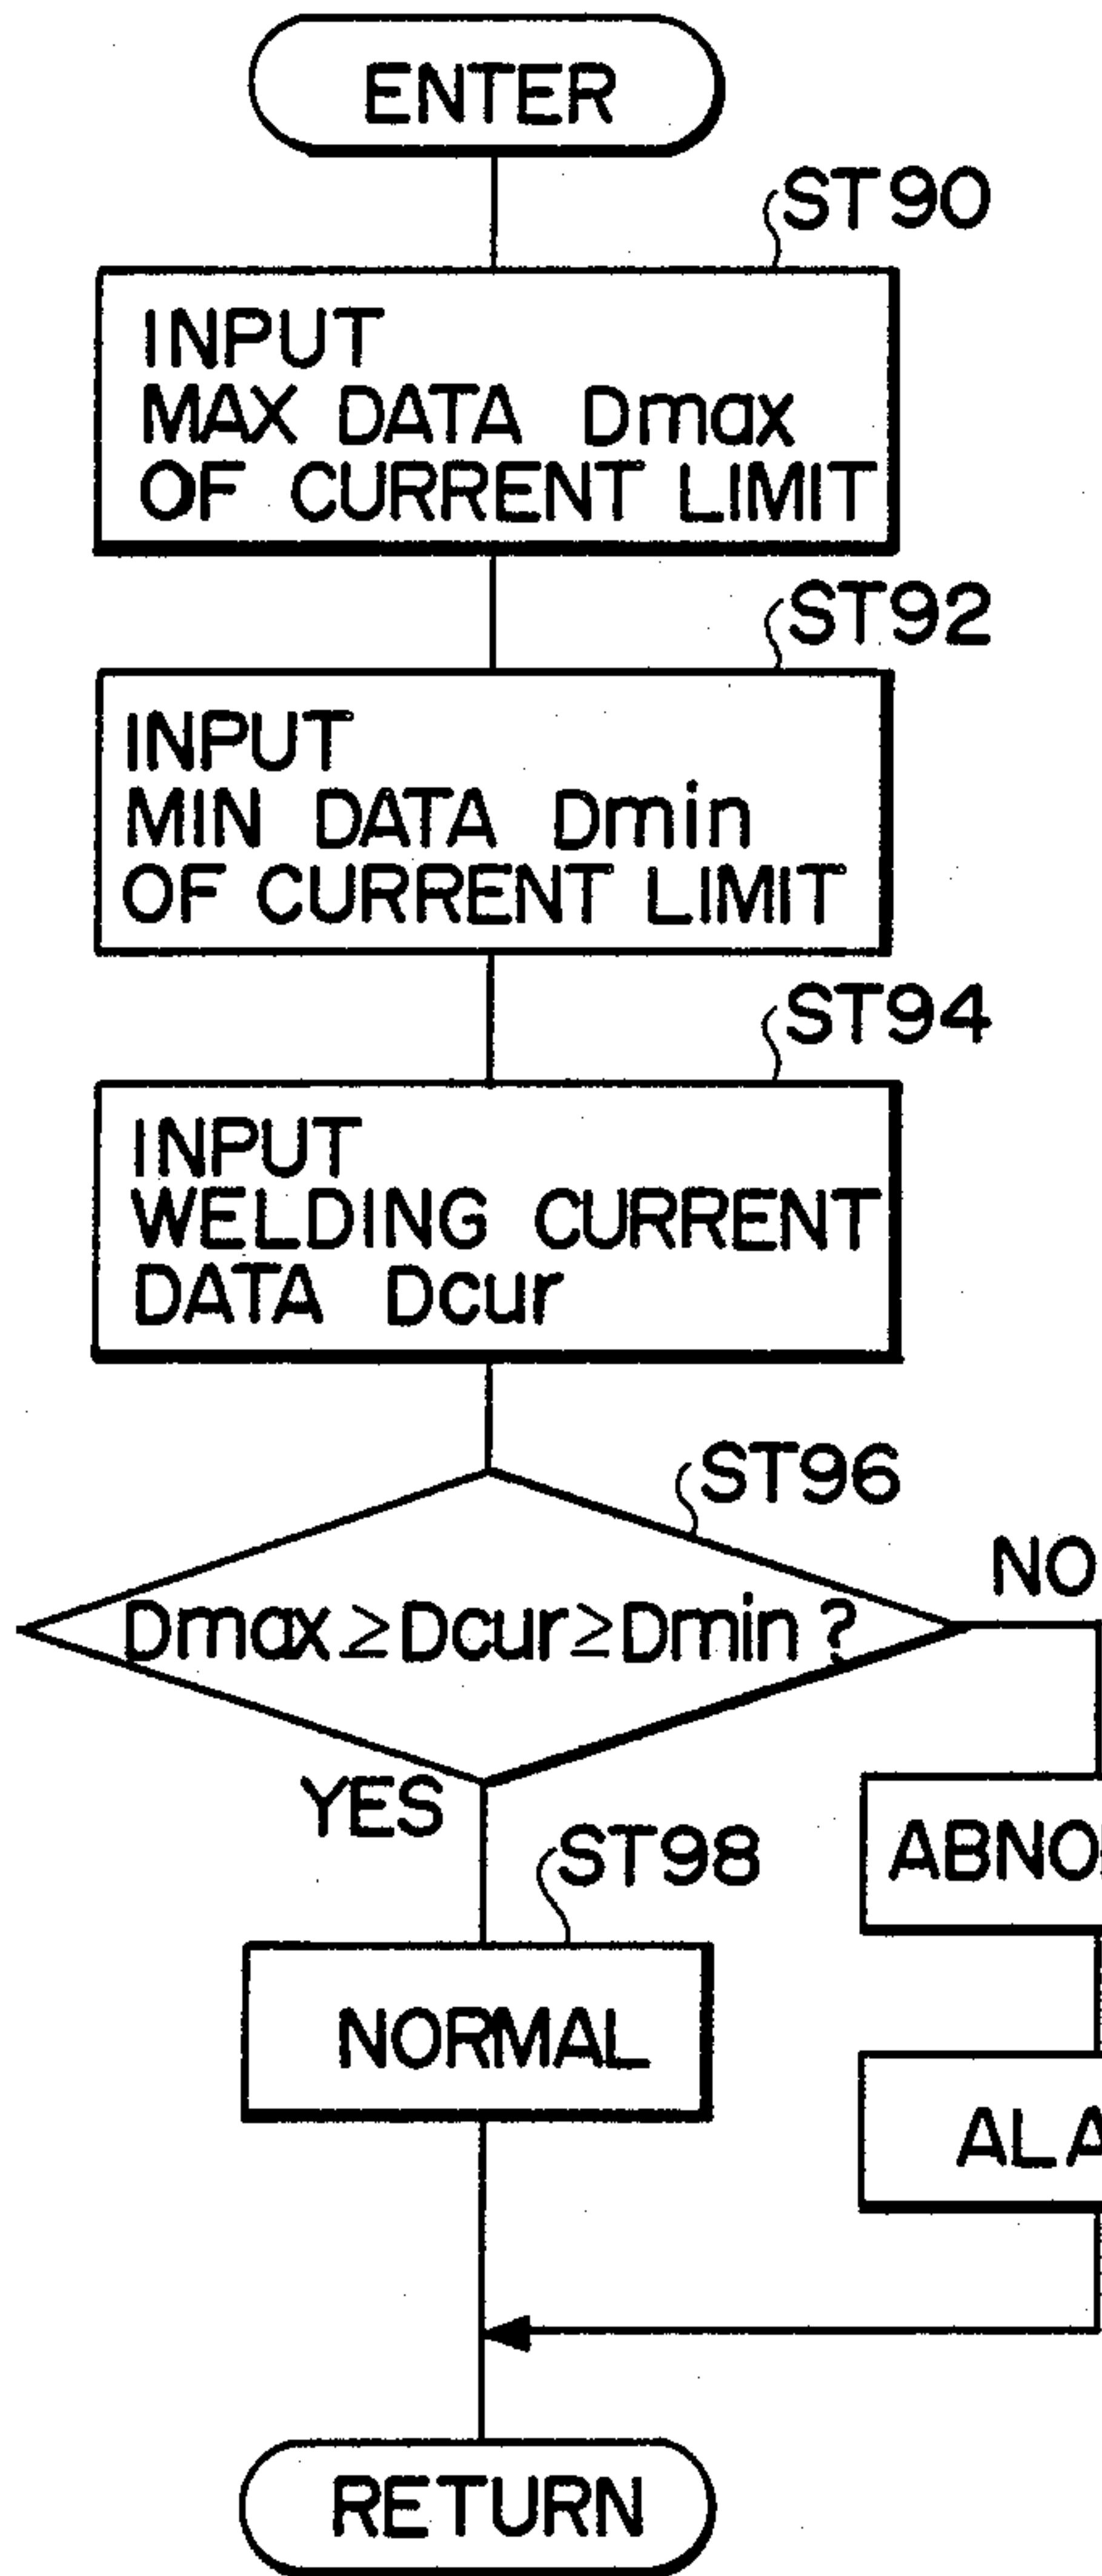 ENTER
ST90
INPUT
MAX DATA Dmax
OF CURRENT LIMIT
ST92
INPUT
MIN DATA Dmin
OF CURRENT LIMIT
ST94
INPUT
WELDING CURRENT
DATA Dcur
ST96
NO
Dmax≥Dcur≥Dmin?
YES
ST98
NORMAL
RETURN